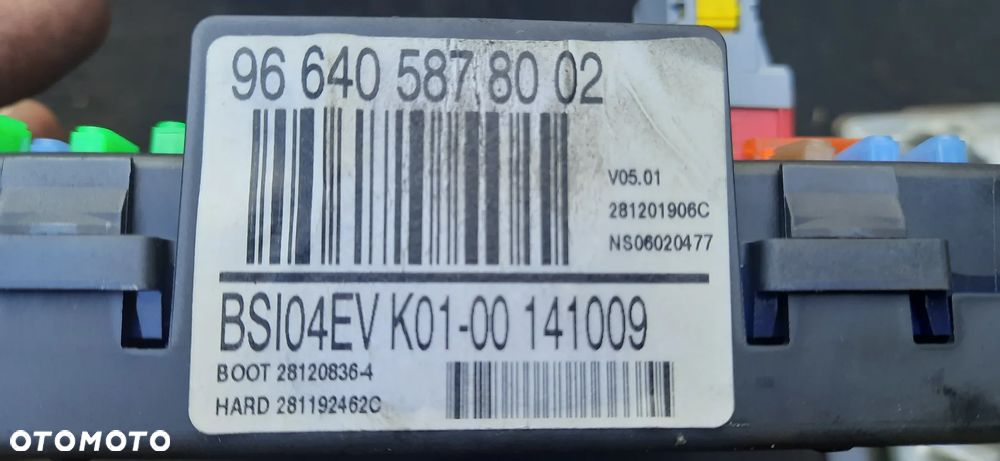 96 640 587 80 02
V05.01
281201906C
NS06020477
BSI04EV K01-00 141009
BOOT 28120836-4
HARD 281192462C
OTOMOTO